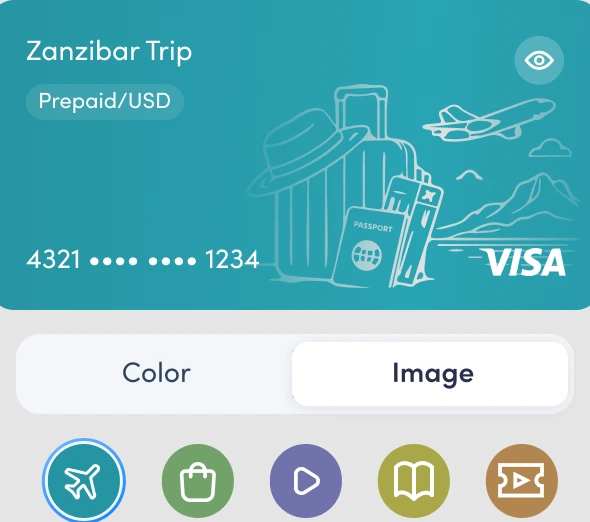 Zanzibar Trip
Prepaid/USD
PASSPORT
4321 •••• •••• 1234
VISA
Color
Image